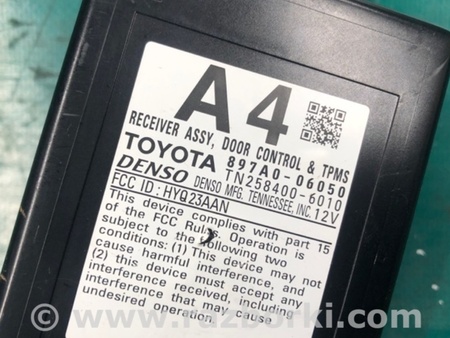 A4
RECEIVER ASSY, DOOR CONTROL & TPMS
TOYOTA 897A0-06050
DENSO TN258400-6010
DENSO MFG. TENNESSEE, INC. 12V
FCC ID : HYQ23AAN
This device complies with part 15
of the FCC Rules. Operation is
subject to the following two
conditions: (1) This device may not
cause harmful interference, and
(2) this device must accept any
interference received, including
interference that may cause
undesired operation.
www.razborki.com